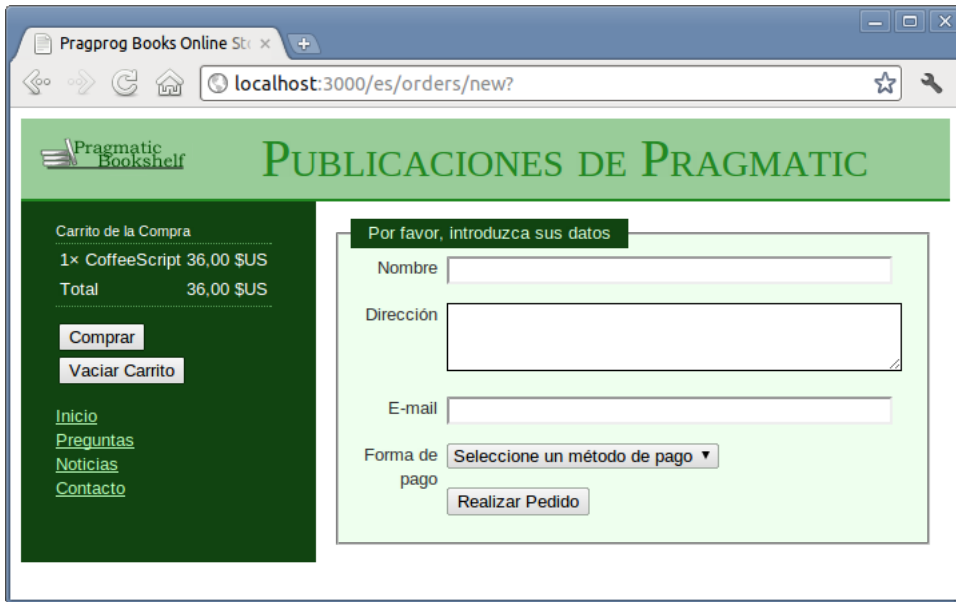 Pragprog Books Online Sto
localhost:3000/es/orders/new?
Pragmatic
Bookshelf
PUBLICACIONES DE PRAGMATIC
Carrito de la Compra
1× CoffeeScript 36,00 $US
Total 36,00 $US
Comprar
Vaciar Carrito
Inicio
Preguntas
Noticias
Contacto
Por favor, introduzca sus datos
Nombre
Dirección
E-mail
Forma de
pago
Seleccione un método de pago
Realizar Pedido